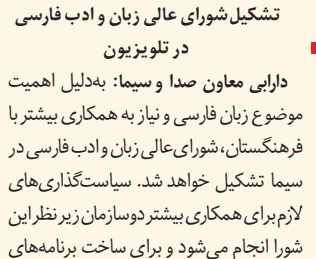 تشکیل شورای عالی زبان و ادب فارسی
در تلویزیون
دارابی معاون صدا و سیما: به‌دلیل اهمیت
موضوع زبان فارسی و نیاز به همکاری بیشتر با
فرهنگستان، شورای‌عالی زبان و ادب فارسی در
سیما تشکیل خواهد شد. سیاست‌گذاری‌های
لازم برای همکاری بیشتر دو سازمان زیر نظر این
شورا انجام می‌شود و برای ساخت برنامه‌های